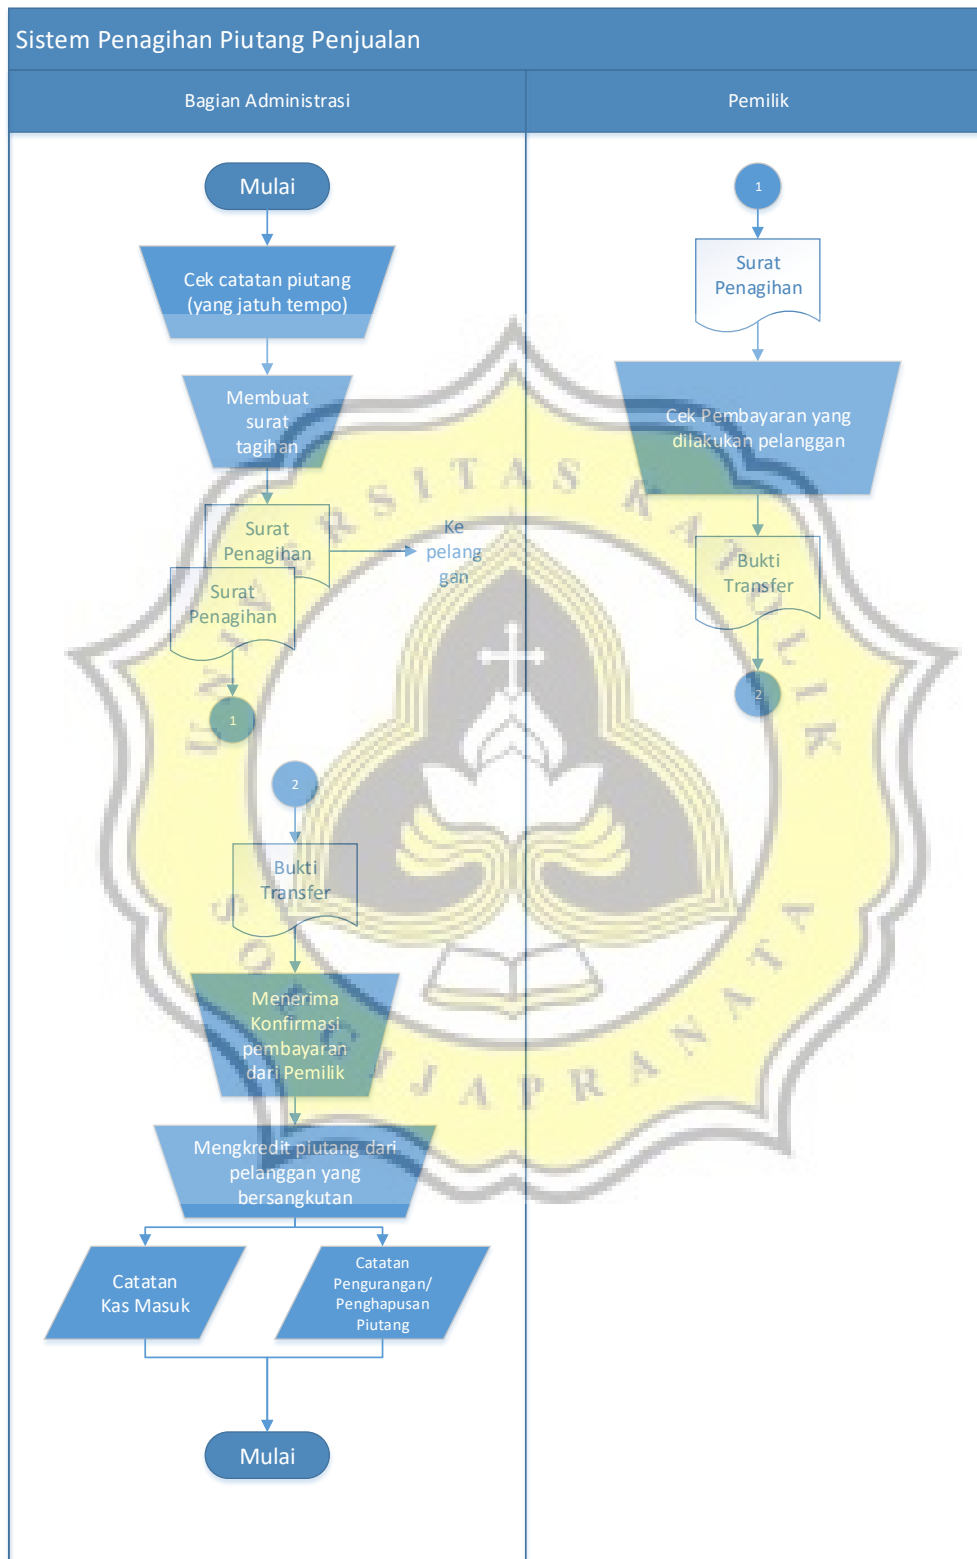 Sistem Penagihan Piutang Penjualan
Bagian Administrasi
Pemilik
Mulai
Cek catatan piutang
(yang jatuh tempo)
Membuat
surat
tagihan
Surat
Penagihan
Ke
pelang
gan
Surat
Penagihan
1
2
Bukti
Transfer
Menerima
Konfirmasi
pembayaran
dari Pemilik
Mengkredit piutang dari
pelanggan yang
bersangkutan
Catatan
Kas Masuk
Catatan
Pengurangan/
Penghapusan
Piutang
Mulai
1
Surat
Penagihan
Cek Pembayaran yang
dilakukan pelanggan
Bukti
Transfer
2
UNIVERSITAS KATOLIK
SOEGIJAPRANATA